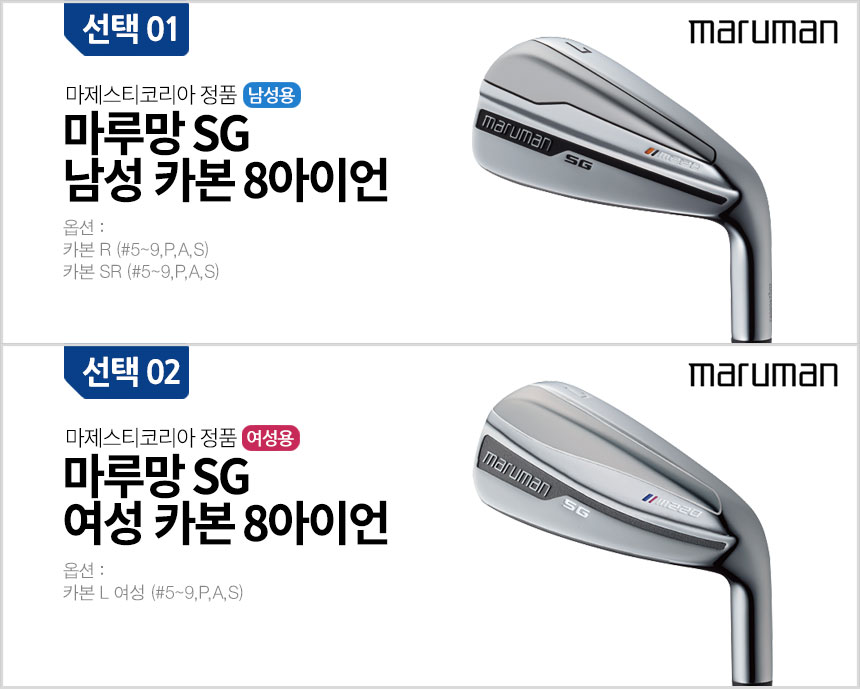 선택 01
maruman
마제스티코리아 정품 남성용
마루망 SG
남성 카본 8아이언
옵션 :
카본 R (#5~9,P,A,S)
카본 SR (#5~9,P,A,S)
7
maruman
SG
m225
선택 02
maruman
마제스티코리아 정품 여성용
마루망 SG
여성 카본 8아이언
옵션 :
카본 L 여성 (#5~9,P,A,S)
maruman
SG